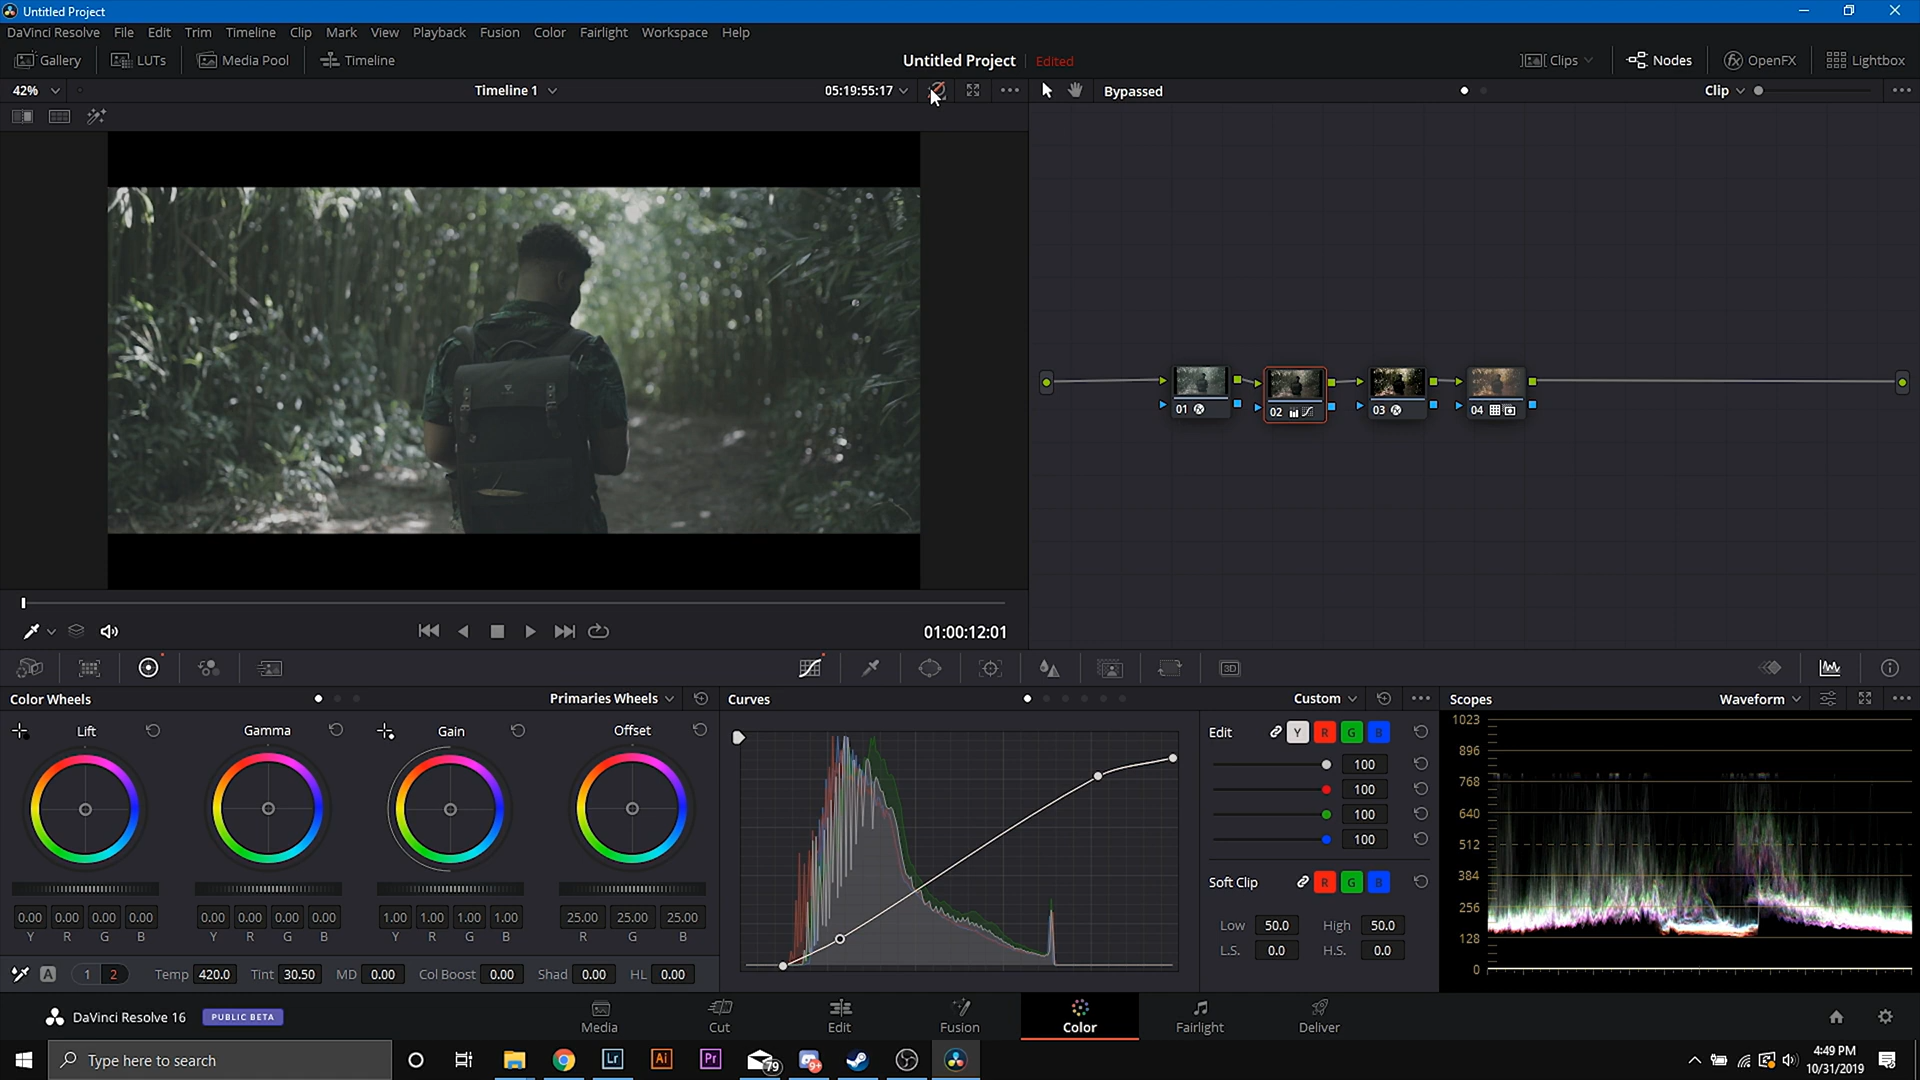 Untitled Project
DaVinci Resolve File Edit Trim Timeline Clip Mark View Playback Fusion Color Fairlight Workspace Help
Gallery LUTs Media Pool Timeline Untitled Project Edited Clips Nodes OpenFX Lightbox
42% Timeline 1 05:19:55:17 Bypassed Clip
01 02 03 04
01:00:12:01
3D
Color Wheels Primaries Wheels Curves Custom Scopes Waveform
Lift Gamma Gain Offset
Edit Y R G B
100
100
100
100
Soft Clip R G B
Low 50.0 High 50.0
L.S. 0.0 H.S. 0.0
1023
896
768
640
512
384
256
128
0
0.00 0.00 0.00 0.00 0.00 0.00 0.00 0.00 1.00 1.00 1.00 1.00 25.00 25.00 25.00
Y R G B Y R G B Y R G B R G B
A 1 2 Temp 420.0 Tint 30.50 MD 0.00 Col Boost 0.00 Shad 0.00 HL 0.00
DaVinci Resolve 16 PUBLIC BETA Media Cut Edit Fusion Color Fairlight Deliver
Type here to search Lr Ai Pr 79 9+
4:49 PM
10/31/2019